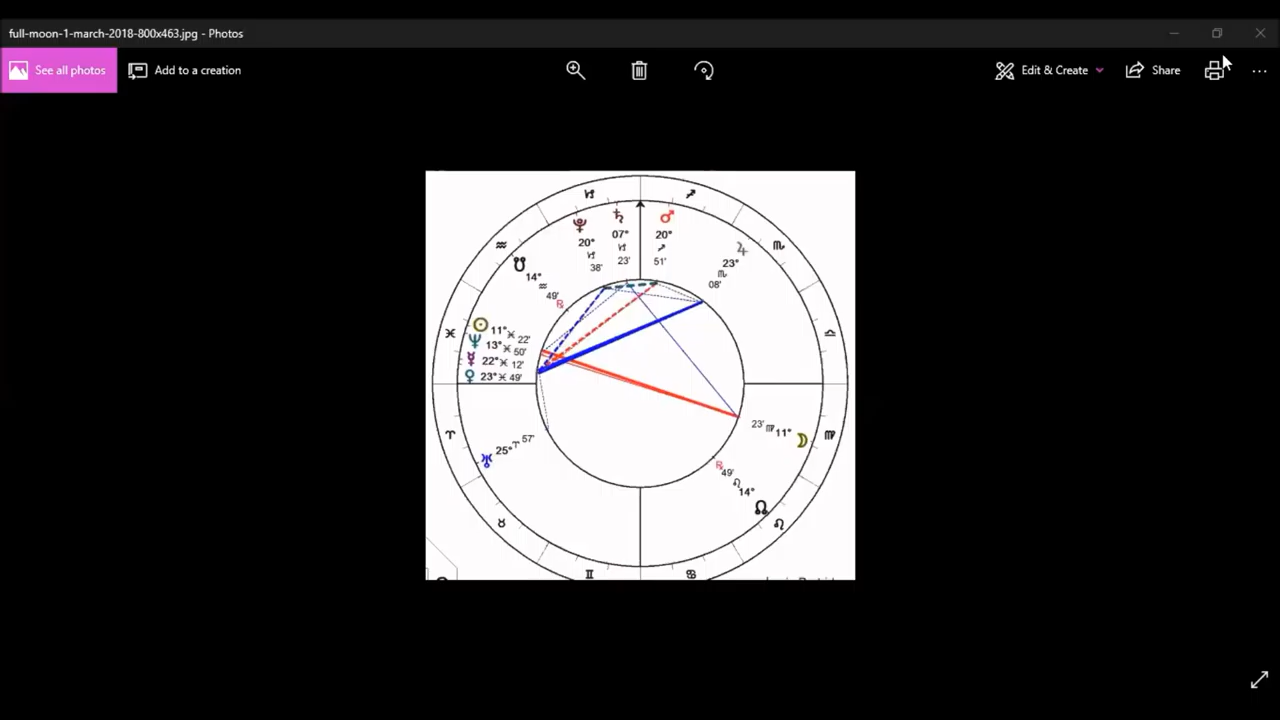 full-moon-1-march-2018-800x463.jpg - Photos
See all photos
Add to a creation
Edit & Create
Share
♑ ♐
♇ ♄ ♂
20° 07° 20°
♑ ♑ ♐
38' 23' 51'
♃
23°
♏
08'
♒ ♏
☋ 14° ♒ 49' ℞
☉ 11° ♓ 22'
♆ 13° ♓ 50'
☿ 22° ♓ 12'
♀ 23° ♓ 49'
♓ ♎
♈ ♍
♅ 25° ♈ 57'
23' ♍ 11° ☽
℞ 49' ♌ 14° ☊
♉ ♌
♊ ♋